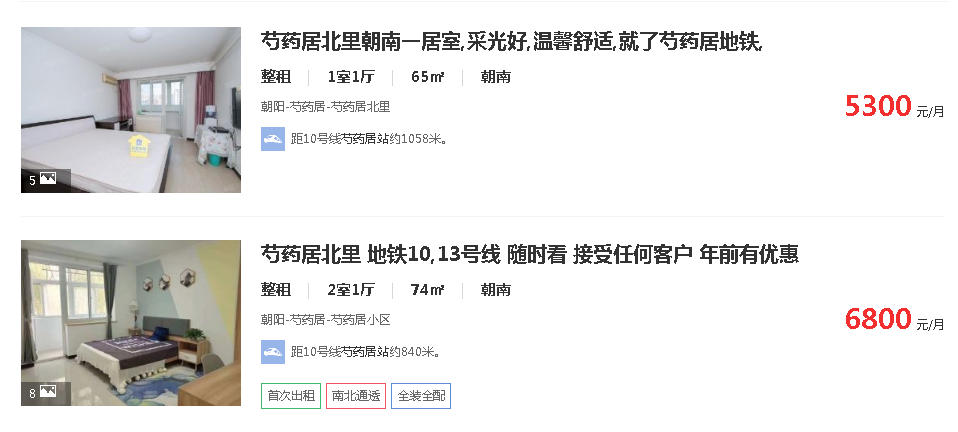 芍药居北里朝南一居室,采光好,温馨舒适,就了芍药居地铁,
整租 1室1厅 65㎡ 朝南
朝阳-芍药居-芍药居北里
5300 元/月
距10号线芍药居站约1058米。
5
芍药居北里 地铁10,13号线 随时看 接受任何客户 年前有优惠
整租 2室1厅 74㎡ 朝南
朝阳-芍药居-芍药居小区
6800 元/月
距10号线芍药居站约840米。
8
首次出租 南北通透 全装全配